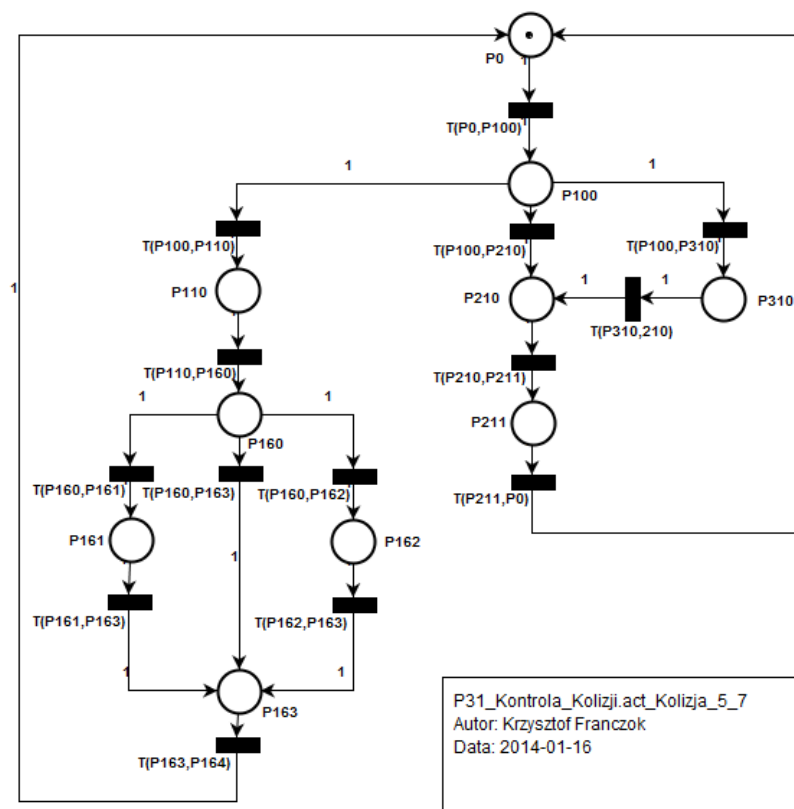 P0
1
T(P0,P100)
1
1
1
P100
T(P100,P110)
T(P100,P210)
T(P100,P310)
1
P110
P210
1
1
P310
T(P310,210)
T(P110,P160)
T(P210,P211)
1
1
P160
P211
T(P160,P161)
T(P160,P163)
T(P160,P162)
T(P211,P0)
P161
P162
1
T(P161,P163)
T(P162,P163)
1
1
P163
T(P163,P164)
P31_Kontrola_Kolizji.act_Kolizja_5_7
Autor: Krzysztof Franczok
Data: 2014-01-16